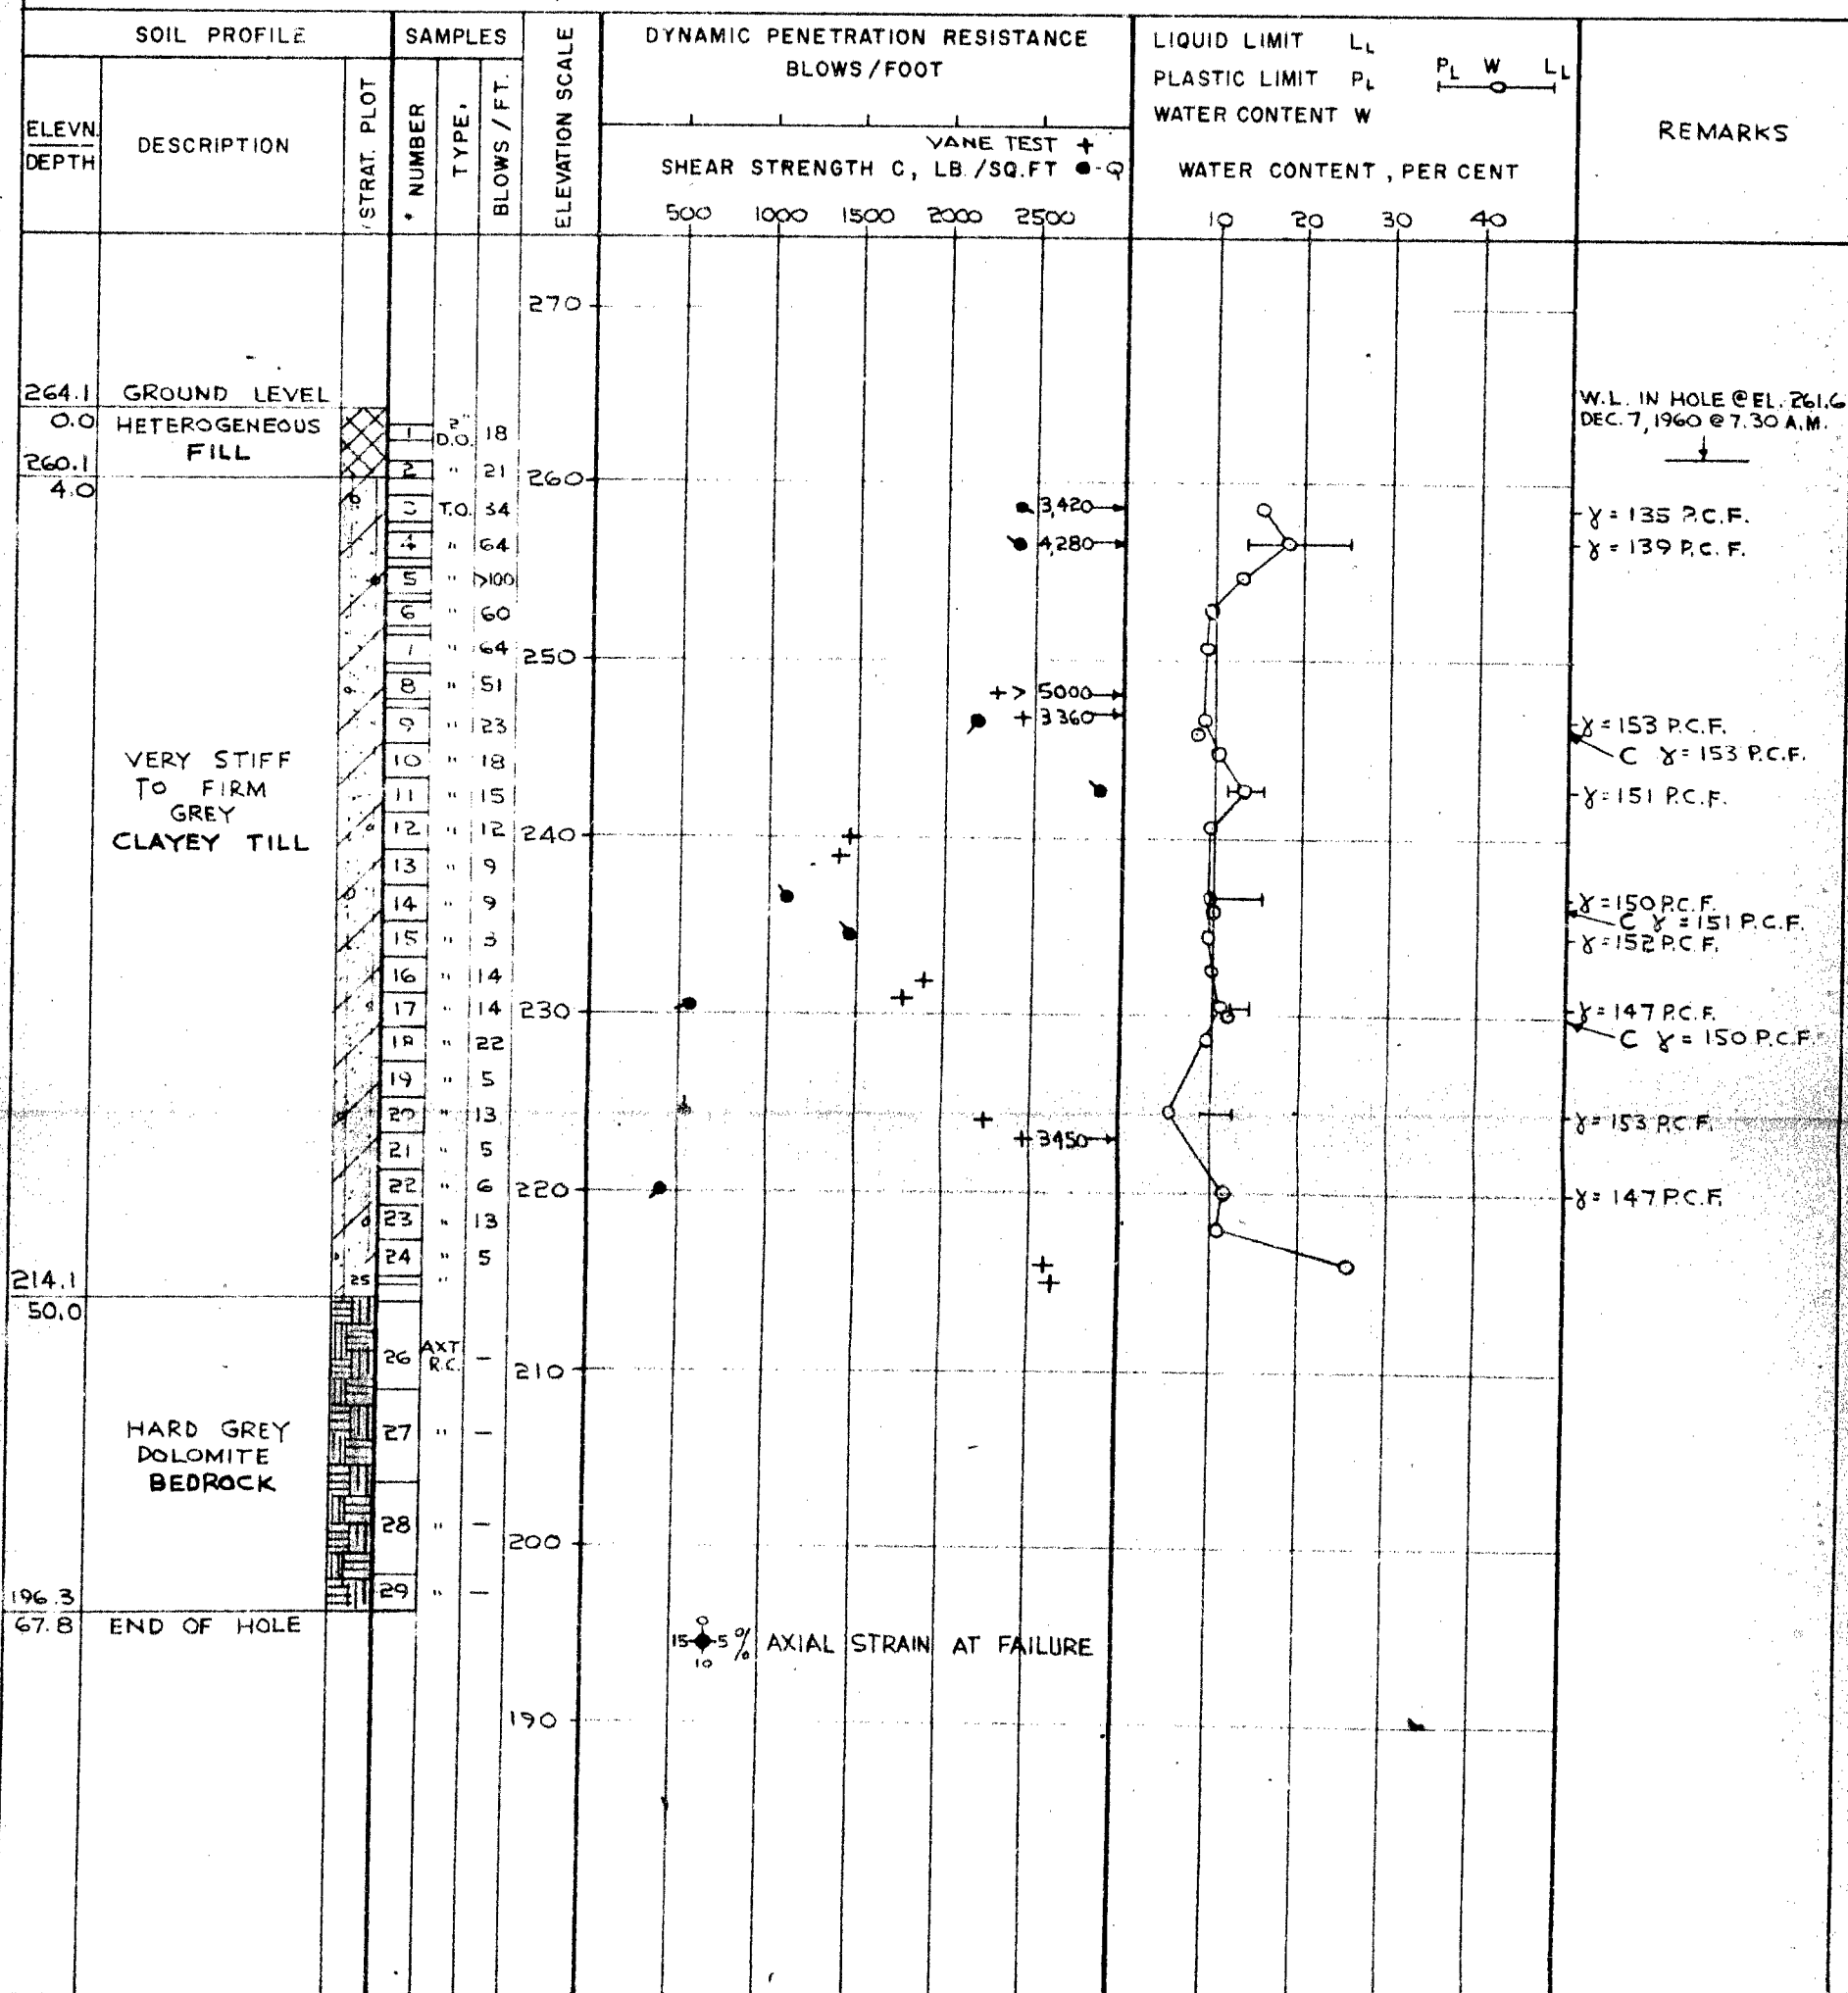 SOIL PROFILE
SAMPLES
ELEVATION SCALE
DYNAMIC PENETRATION RESISTANCE
BLOWS / FOOT
LIQUID LIMIT LL
PLASTIC LIMIT PL
WATER CONTENT W
PL W LL
REMARKS
ELEVN.
DEPTH
DESCRIPTION
STRAT. PLOT
NUMBER
TYPE
BLOWS / FT.
VANE TEST +
SHEAR STRENGTH C, LB./SQ.FT ●-Q
WATER CONTENT, PER CENT
500 1000 1500 2000 2500
10 20 30 40
270
264.1 GROUND LEVEL
0.0 HETEROGENEOUS
FILL
260.1
4.0
W.L. IN HOLE @ EL. 261.6
DEC. 7, 1960 @ 7.30 A.M.
1 2" D.O. 18
2 " 21
260
3,420
T.O. 34
γ = 135 P.C.F.
4 " 64
4,280
γ = 139 P.C.F.
5 " >100
6 " 60
" 64
250
8 " 51
+> 5000
9 " 23
+ 3360
γ = 153 P.C.F.
C γ = 153 P.C.F.
10 " 18
11 " 15
γ = 151 P.C.F.
12 " 12
240
13 " 9
14 " 9
γ = 150 P.C.F.
C γ = 151 P.C.F.
15 " 3
γ = 152 P.C.F.
16 " 14
17 " 14
230
γ = 147 P.C.F.
C γ = 150 P.C.F.
18 " 22
19 " 5
20 " 13
γ = 153 P.C.F.
+ 3450
21 " 5
22 " 6
220
γ = 147 P.C.F.
23 " 13
24 " 5
25 "
VERY STIFF
TO FIRM
GREY
CLAYEY TILL
214.1
50.0
26 AXT R.C. –
210
27 " –
HARD GREY
DOLOMITE
BEDROCK
28 " –
200
29 " –
196.3
67.8 END OF HOLE
0
15 5 % AXIAL STRAIN AT FAILURE
10
190